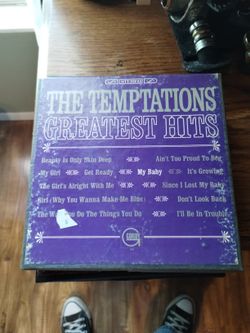 STEREO
THE TEMPTATIONS
GREATEST HITS
Beauty Is Only Skin Deep Ain't Too Proud To Beg
My Girl Get Ready My Baby It's Growing
The Girl's Alright With Me Since I Lost My Baby
Girl (Why You Wanna Make Me Blue) Don't Look Back
The Way You Do The Things You Do I'll Be In Trouble
GORDY